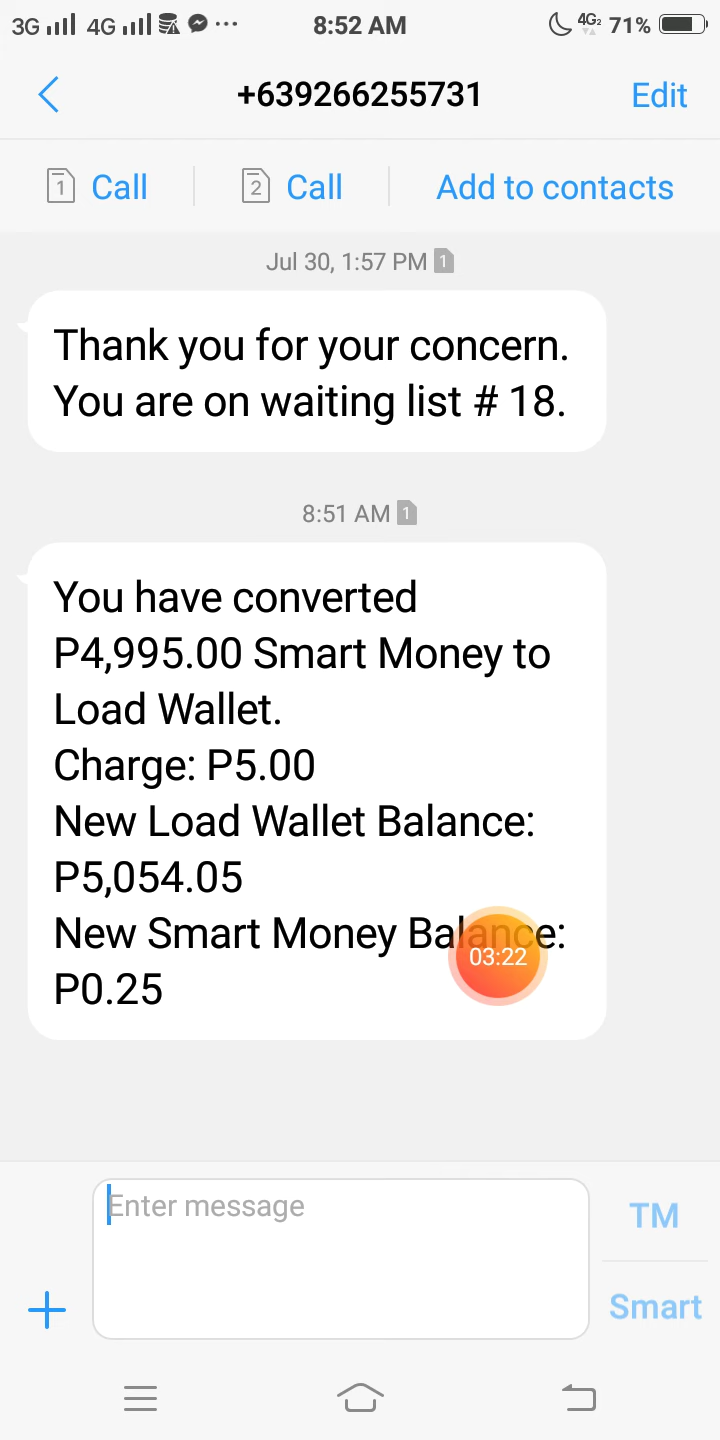 3G 4G 8:52 AM 4G2 71%
+639266255731 Edit
1 Call 2 Call Add to contacts
Jul 30, 1:57 PM 1
Thank you for your concern.
You are on waiting list # 18.
8:51 AM 1
You have converted
P4,995.00 Smart Money to
Load Wallet.
Charge: P5.00
New Load Wallet Balance:
P5,054.05
New Smart Money Balance:
03:22
P0.25
Enter message
TM
Smart